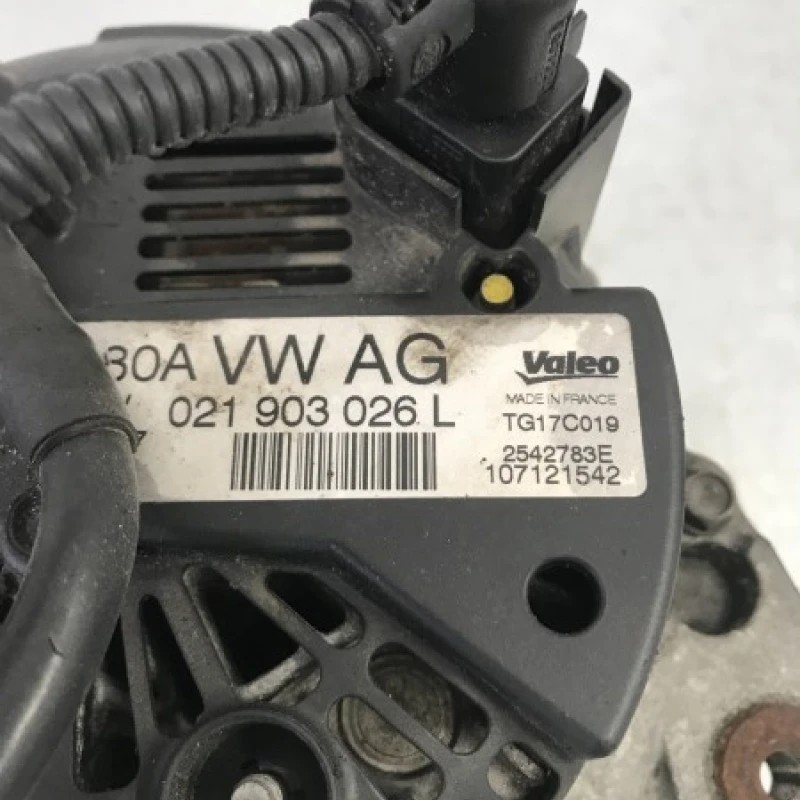 80A VW AG
021 903 026 L
Valeo
MADE IN FRANCE
TG17C019
2542783E
107121542